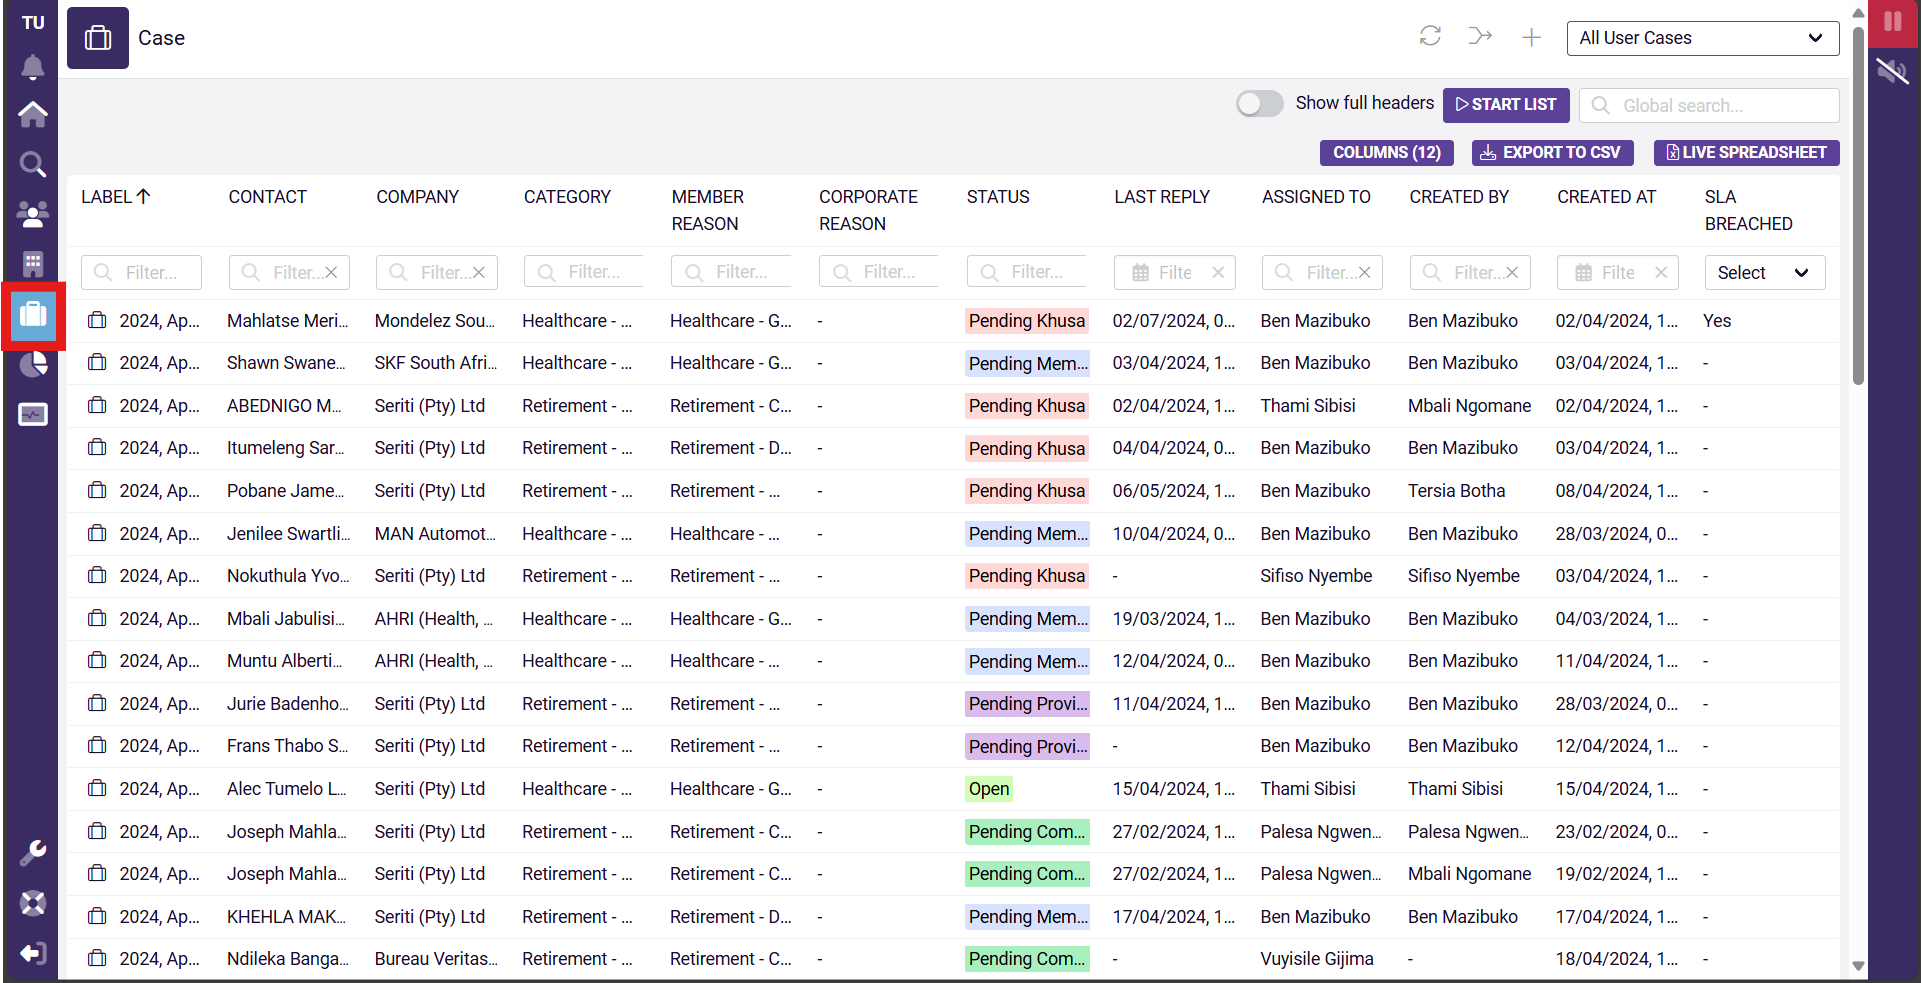 TU
Case
All User Cases
Show full headers
START LIST
Global search...
COLUMNS (12)
EXPORT TO CSV
LIVE SPREADSHEET
LABEL CONTACT COMPANY CATEGORY MEMBER REASON CORPORATE REASON STATUS LAST REPLY ASSIGNED TO CREATED BY CREATED AT SLA BREACHED
Filter... Filter... Filter... Filter... Filter... Filter... Filter... Filte Filter... Filter... Filte Select
2024, Ap... Mahlatse Meri... Mondelez Sou... Healthcare - ... Healthcare - G... - Pending Khusa 02/07/2024, 0... Ben Mazibuko Ben Mazibuko 02/04/2024, 1... Yes
2024, Ap... Shawn Swane... SKF South Afri... Healthcare - ... Healthcare - G... - Pending Mem... 03/04/2024, 1... Ben Mazibuko Ben Mazibuko 03/04/2024, 1... -
2024, Ap... ABEDNIGO M... Seriti (Pty) Ltd Retirement - ... Retirement - C... - Pending Khusa 02/04/2024, 1... Thami Sibisi Mbali Ngomane 02/04/2024, 1... -
2024, Ap... Itumeleng Sar... Seriti (Pty) Ltd Retirement - ... Retirement - D... - Pending Khusa 04/04/2024, 0... Ben Mazibuko Ben Mazibuko 03/04/2024, 1... -
2024, Ap... Pobane Jame... Seriti (Pty) Ltd Retirement - ... Retirement - ... - Pending Khusa 06/05/2024, 1... Ben Mazibuko Tersia Botha 08/04/2024, 1... -
2024, Ap... Jenilee Swartli... MAN Automot... Healthcare - ... Healthcare - ... - Pending Mem... 10/04/2024, 0... Ben Mazibuko Ben Mazibuko 28/03/2024, 0... -
2024, Ap... Nokuthula Yvo... Seriti (Pty) Ltd Retirement - ... Retirement - ... - Pending Khusa - Sifiso Nyembe Sifiso Nyembe 03/04/2024, 1... -
2024, Ap... Mbali Jabulisi... AHRI (Health, ... Healthcare - ... Healthcare - G... - Pending Mem... 19/03/2024, 1... Ben Mazibuko Ben Mazibuko 04/03/2024, 1... -
2024, Ap... Muntu Alberti... AHRI (Health, ... Healthcare - ... Healthcare - ... - Pending Mem... 12/04/2024, 0... Ben Mazibuko Ben Mazibuko 11/04/2024, 1... -
2024, Ap... Jurie Badenho... Seriti (Pty) Ltd Retirement - ... Retirement - ... - Pending Provi... 11/04/2024, 1... Ben Mazibuko Ben Mazibuko 28/03/2024, 0... -
2024, Ap... Frans Thabo S... Seriti (Pty) Ltd Retirement - ... Retirement - ... - Pending Provi... - Ben Mazibuko Ben Mazibuko 12/04/2024, 1... -
2024, Ap... Alec Tumelo L... Seriti (Pty) Ltd Healthcare - ... Healthcare - G... - Open 15/04/2024, 1... Thami Sibisi Thami Sibisi 15/04/2024, 1... -
2024, Ap... Joseph Mahla... Seriti (Pty) Ltd Retirement - ... Retirement - C... - Pending Com... 27/02/2024, 1... Palesa Ngwen... Palesa Ngwen... 23/02/2024, 0... -
2024, Ap... Joseph Mahla... Seriti (Pty) Ltd Retirement - ... Retirement - C... - Pending Com... 27/02/2024, 1... Palesa Ngwen... Mbali Ngomane 19/02/2024, 1... -
2024, Ap... KHEHLA MAK... Seriti (Pty) Ltd Retirement - ... Retirement - D... - Pending Mem... 17/04/2024, 1... Ben Mazibuko Ben Mazibuko 17/04/2024, 1... -
2024, Ap... Ndileka Banga... Bureau Veritas... Retirement - ... Retirement - C... - Pending Com... - Vuyisile Gijima - 18/04/2024, 1... -